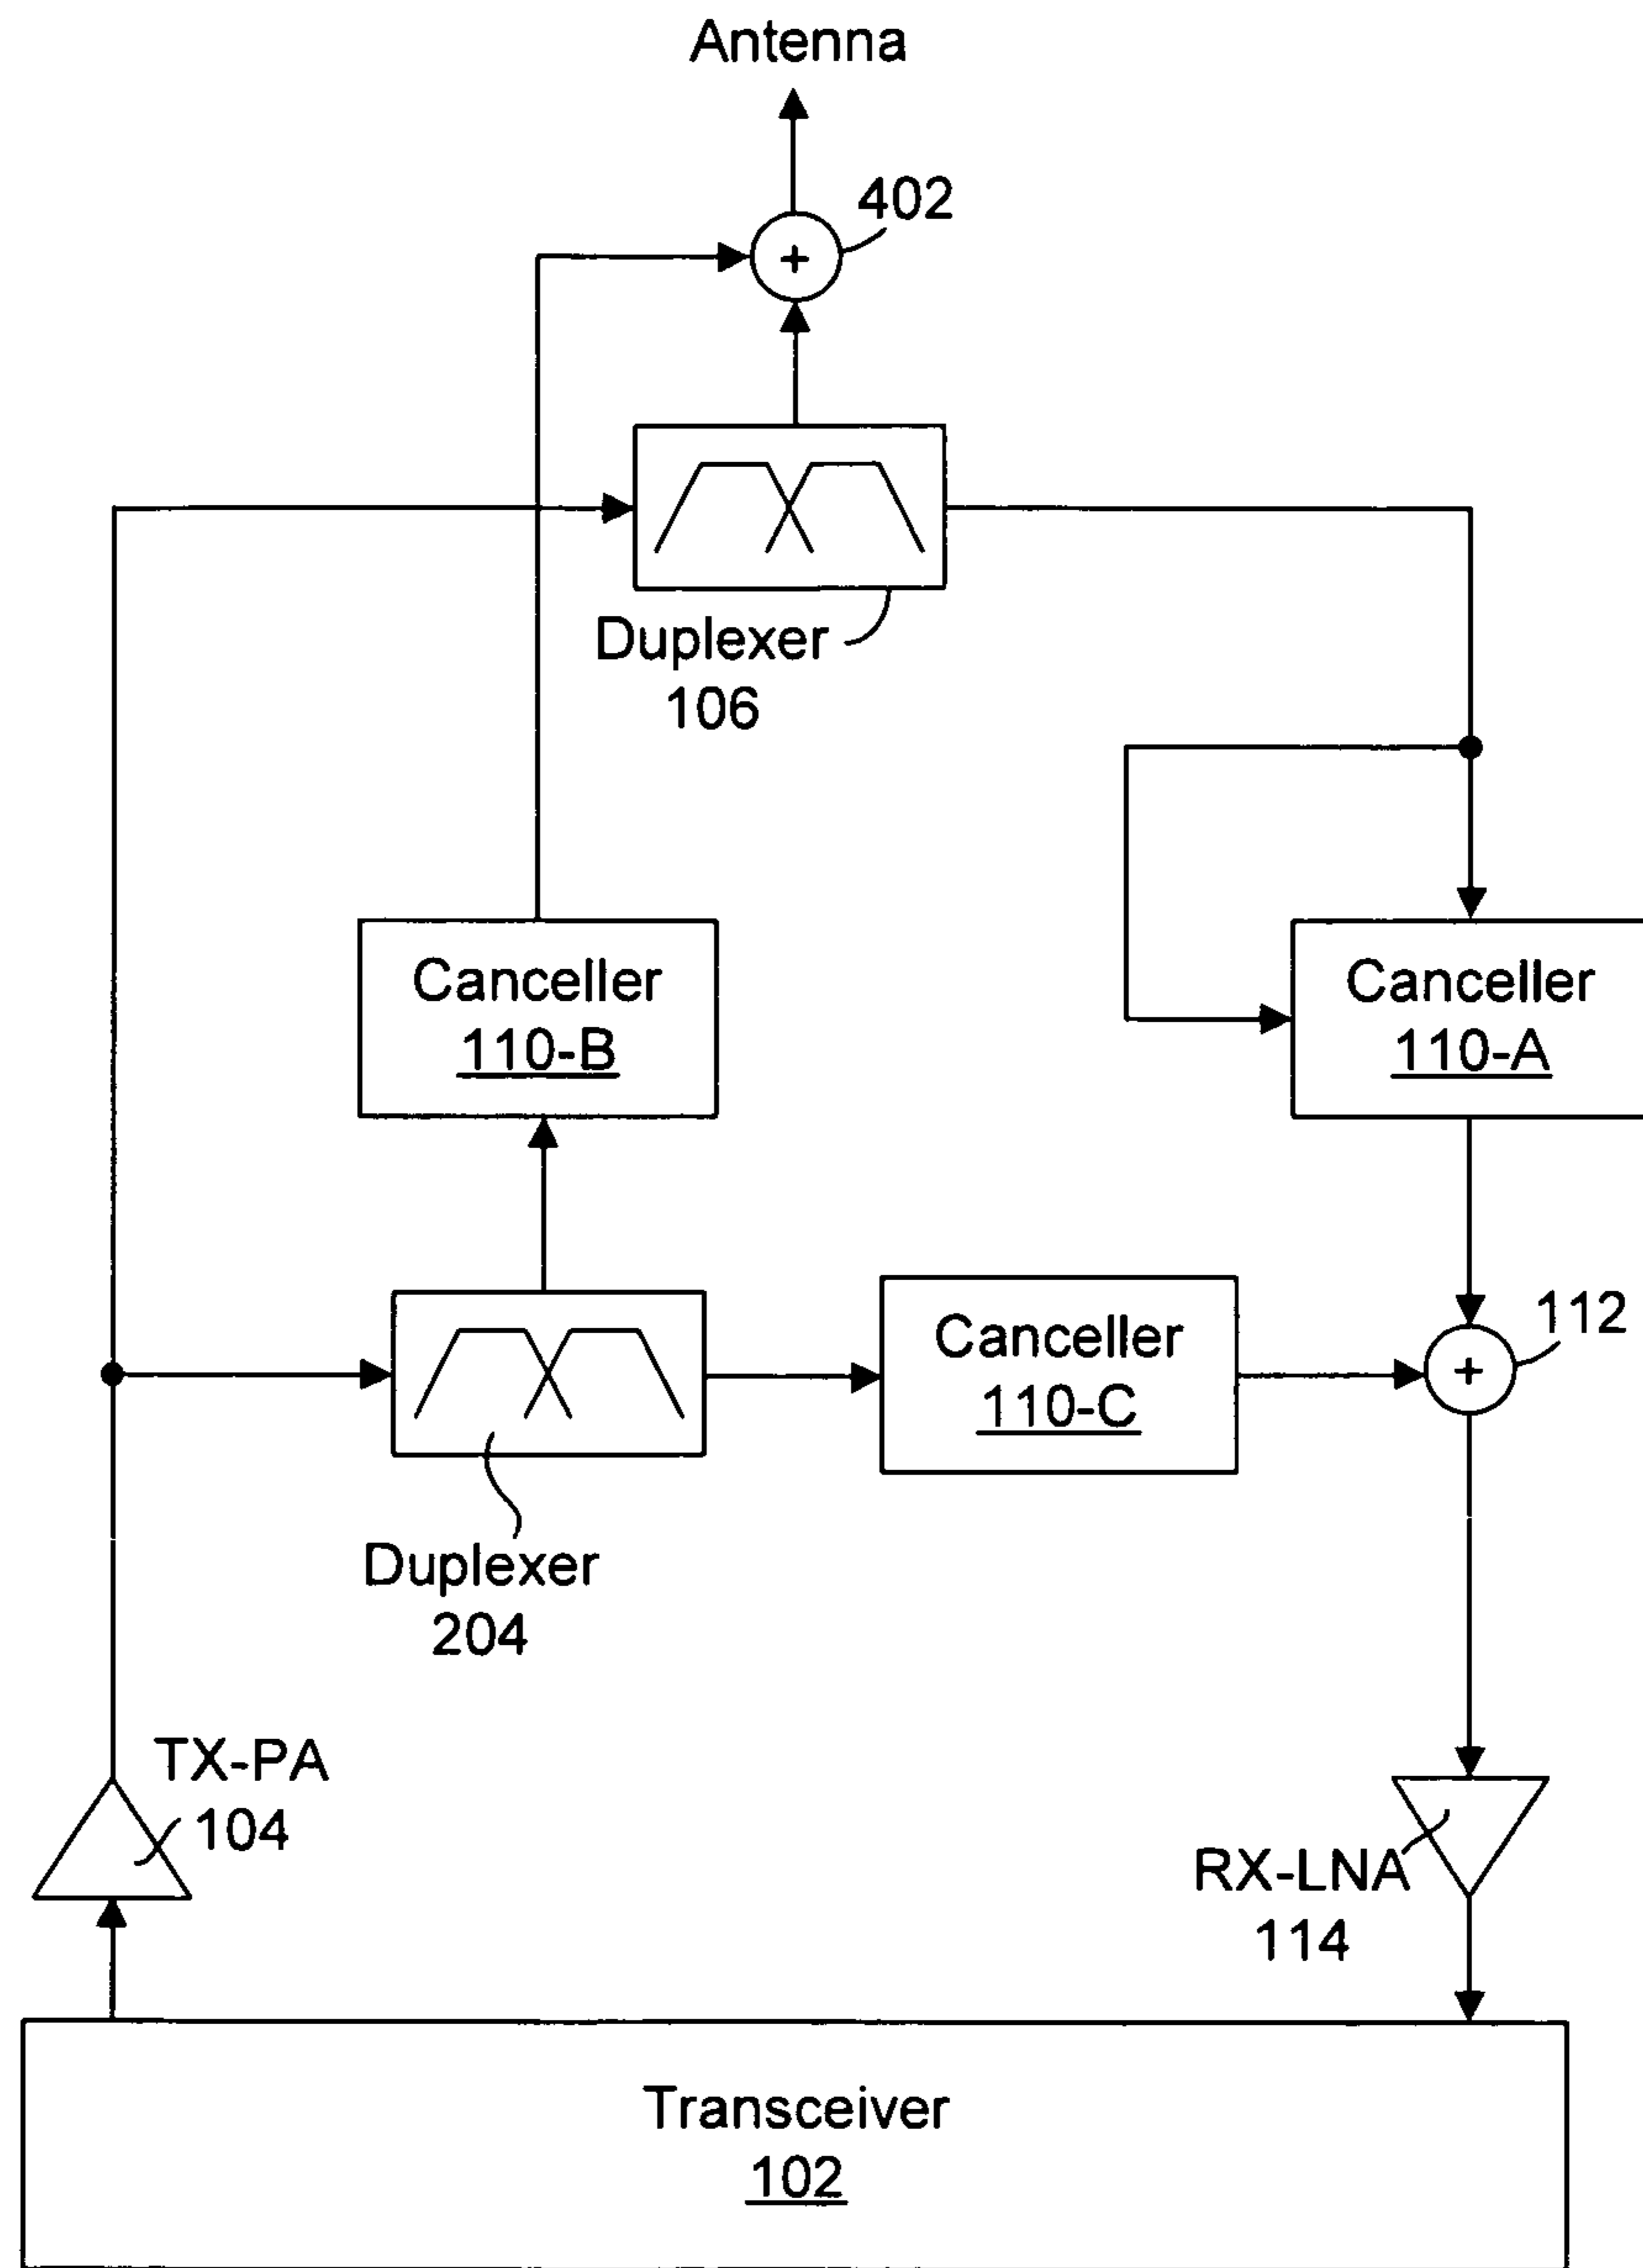 Antenna
402
+
Duplexer
106
Canceller
110-B
Canceller
110-A
Canceller
110-C
112
+
Duplexer
204
TX-PA
104
RX-LNA
114
Transceiver
102